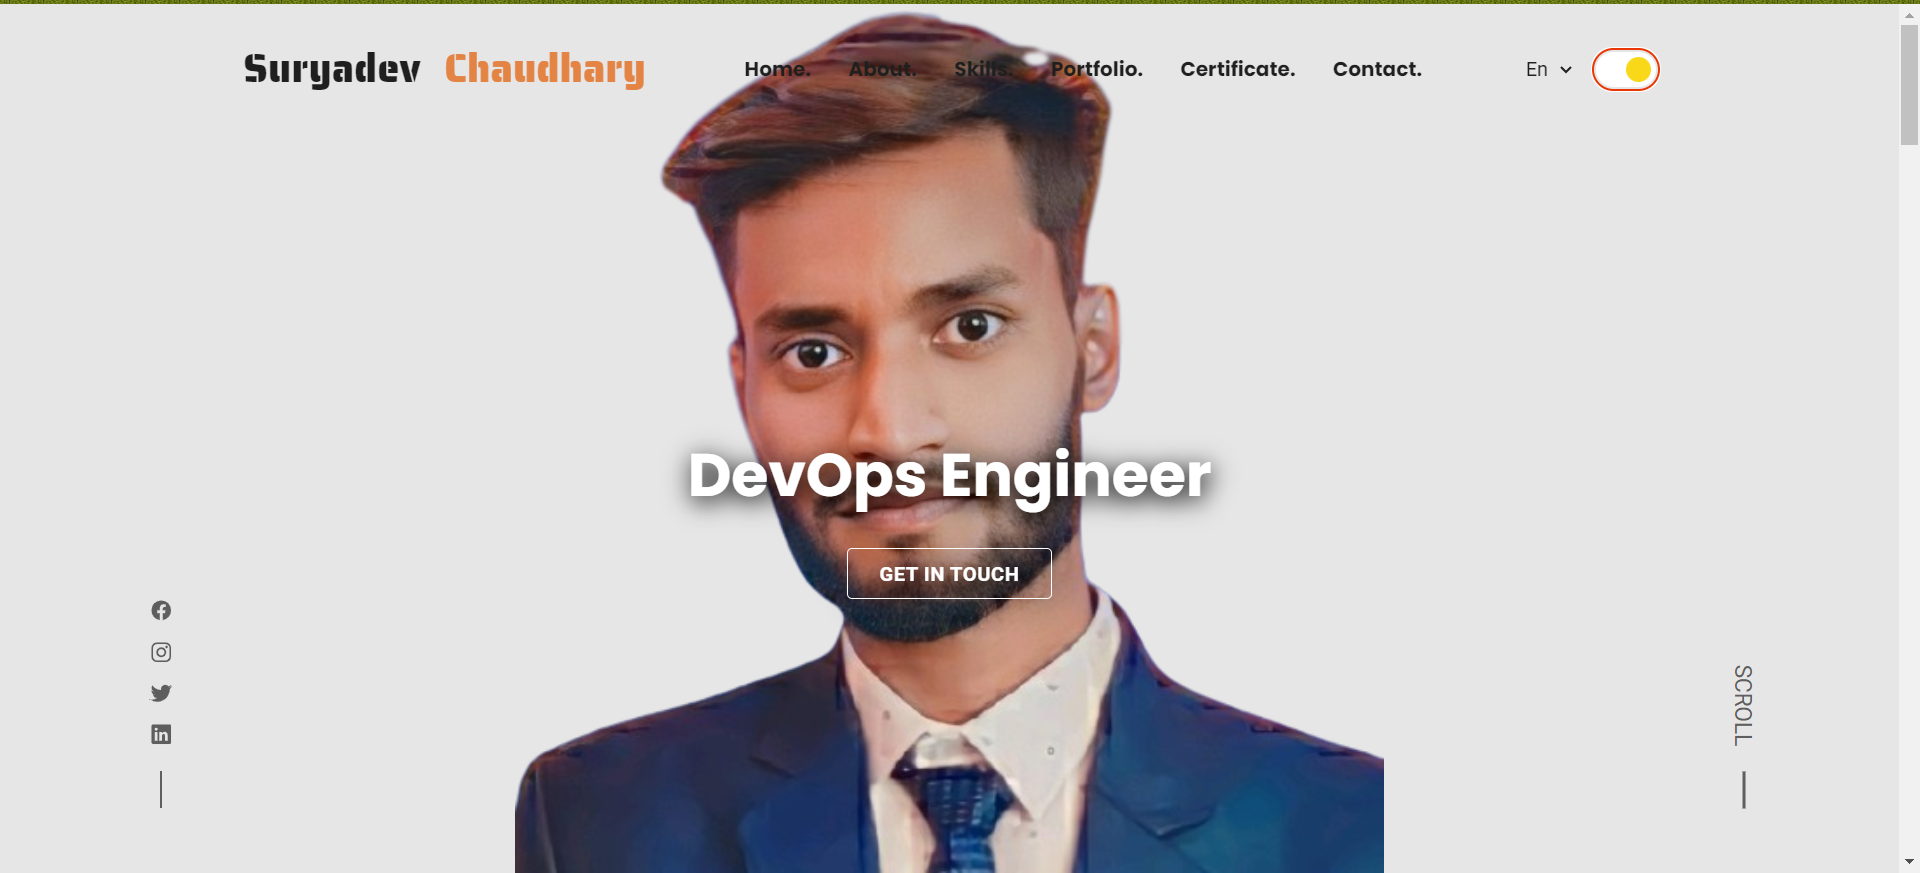 Suryadev Chaudhary
Home. About. Skills. Portfolio. Certificate. Contact.
En
DevOps Engineer
GET IN TOUCH
SCROLL